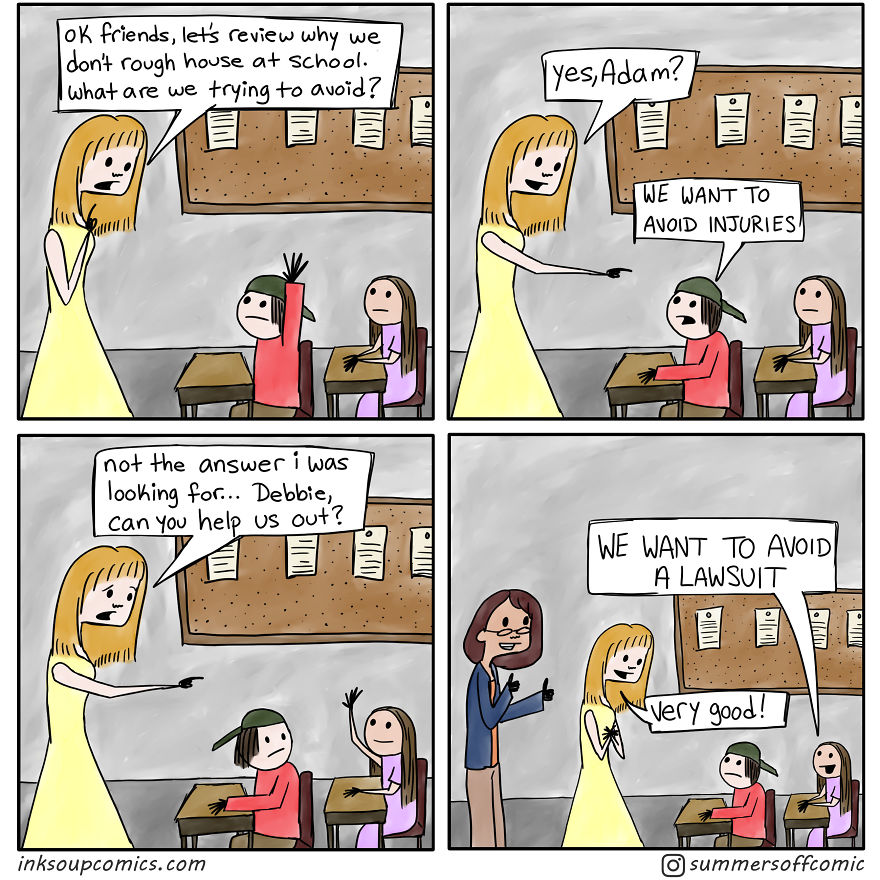 OK friends, let's review why we
don't rough house at school.
what are we trying to avoid?
yes, Adam?
WE WANT TO
AVOID INJURIES
not the answer i was
looking for... Debbie,
can you help us out?
WE WANT TO AVOID
A LAWSUIT
very good!
inksoupcomics.com
summersoffcomic